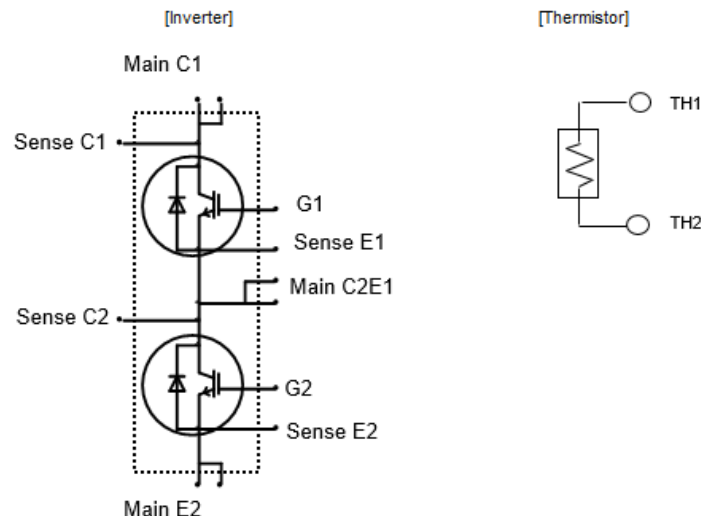 [Inverter]
[Thermistor]
Main C1
TH1
Sense C1
G1
TH2
Sense E1
Main C2E1
Sense C2
G2
Sense E2
Main E2